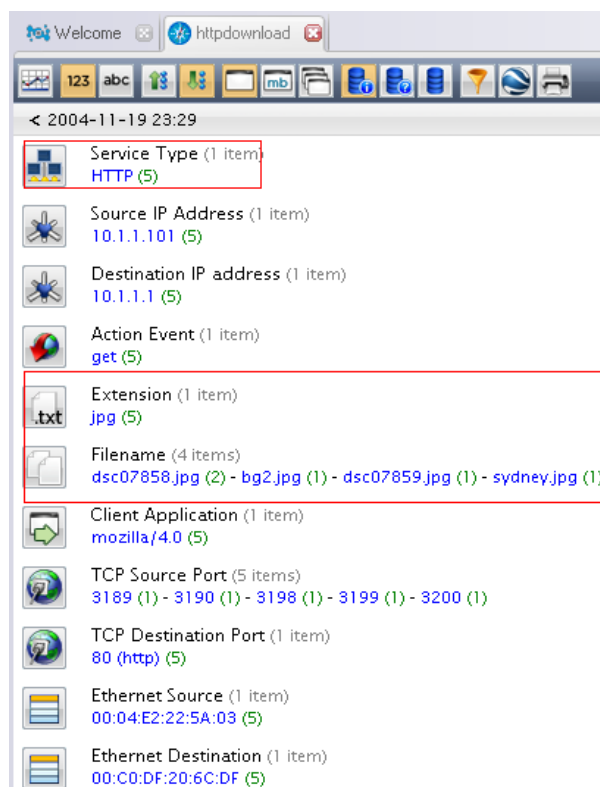 Welcome httpdownload
123 abc mb
< 2004-11-19 23:29
Service Type (1 item)
HTTP (5)
Source IP Address (1 item)
10.1.1.101 (5)
Destination IP address (1 item)
10.1.1.1 (5)
Action Event (1 item)
get (5)
.txt
Extension (1 item)
jpg (5)
Filename (4 items)
dsc07858.jpg (2) - bg2.jpg (1) - dsc07859.jpg (1) - sydney.jpg (1)
Client Application (1 item)
mozilla/4.0 (5)
TCP Source Port (5 items)
3189 (1) - 3190 (1) - 3198 (1) - 3199 (1) - 3200 (1)
TCP Destination Port (1 item)
80 (http) (5)
Ethernet Source (1 item)
00:04:E2:22:5A:03 (5)
Ethernet Destination (1 item)
00:C0:DF:20:6C:DF (5)